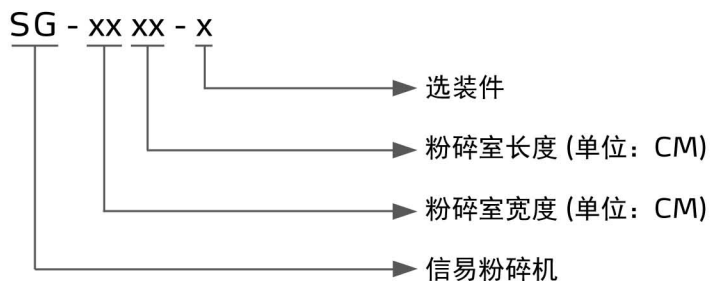 SG - xx xx - x
选装件
粉碎室长度 (单位：CM)
粉碎室宽度 (单位：CM)
信易粉碎机